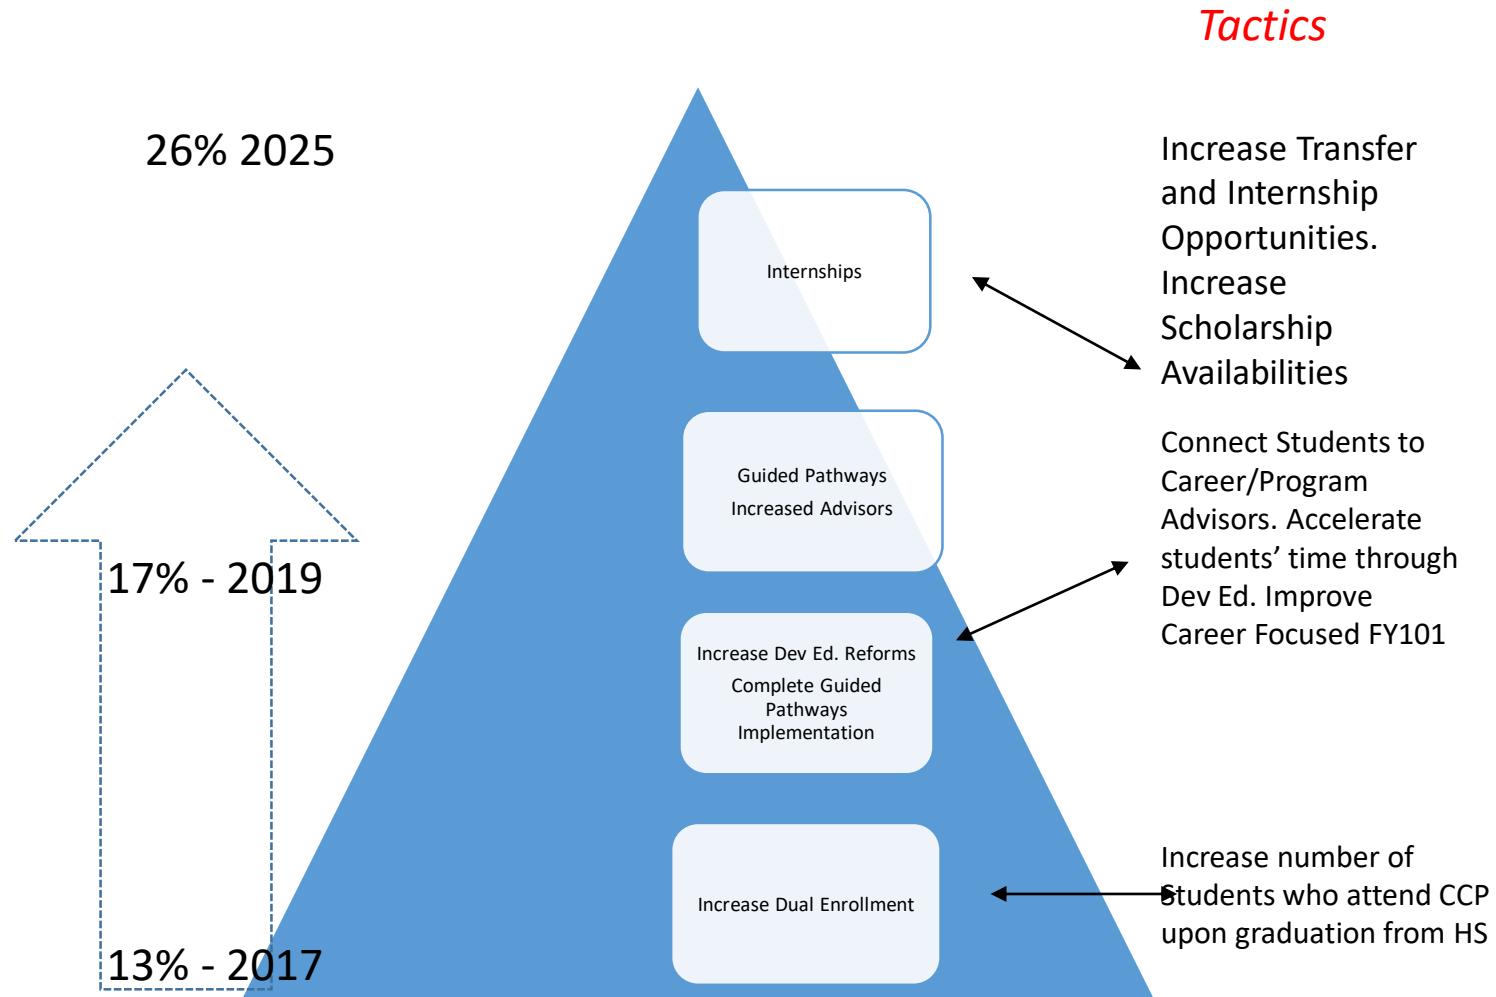 Tactics
26% 2025
17% - 2019
13% - 2017
Internships
Guided Pathways
Increased Advisors
Increase Dev Ed. Reforms
Complete Guided
Pathways
Implementation
Increase Dual Enrollment
Increase Transfer
and Internship
Opportunities.
Increase
Scholarship
Availabilities
Connect Students to
Career/Program
Advisors. Accelerate
students’ time through
Dev Ed. Improve
Career Focused FY101
Increase number of
Students who attend CCP
upon graduation from HS